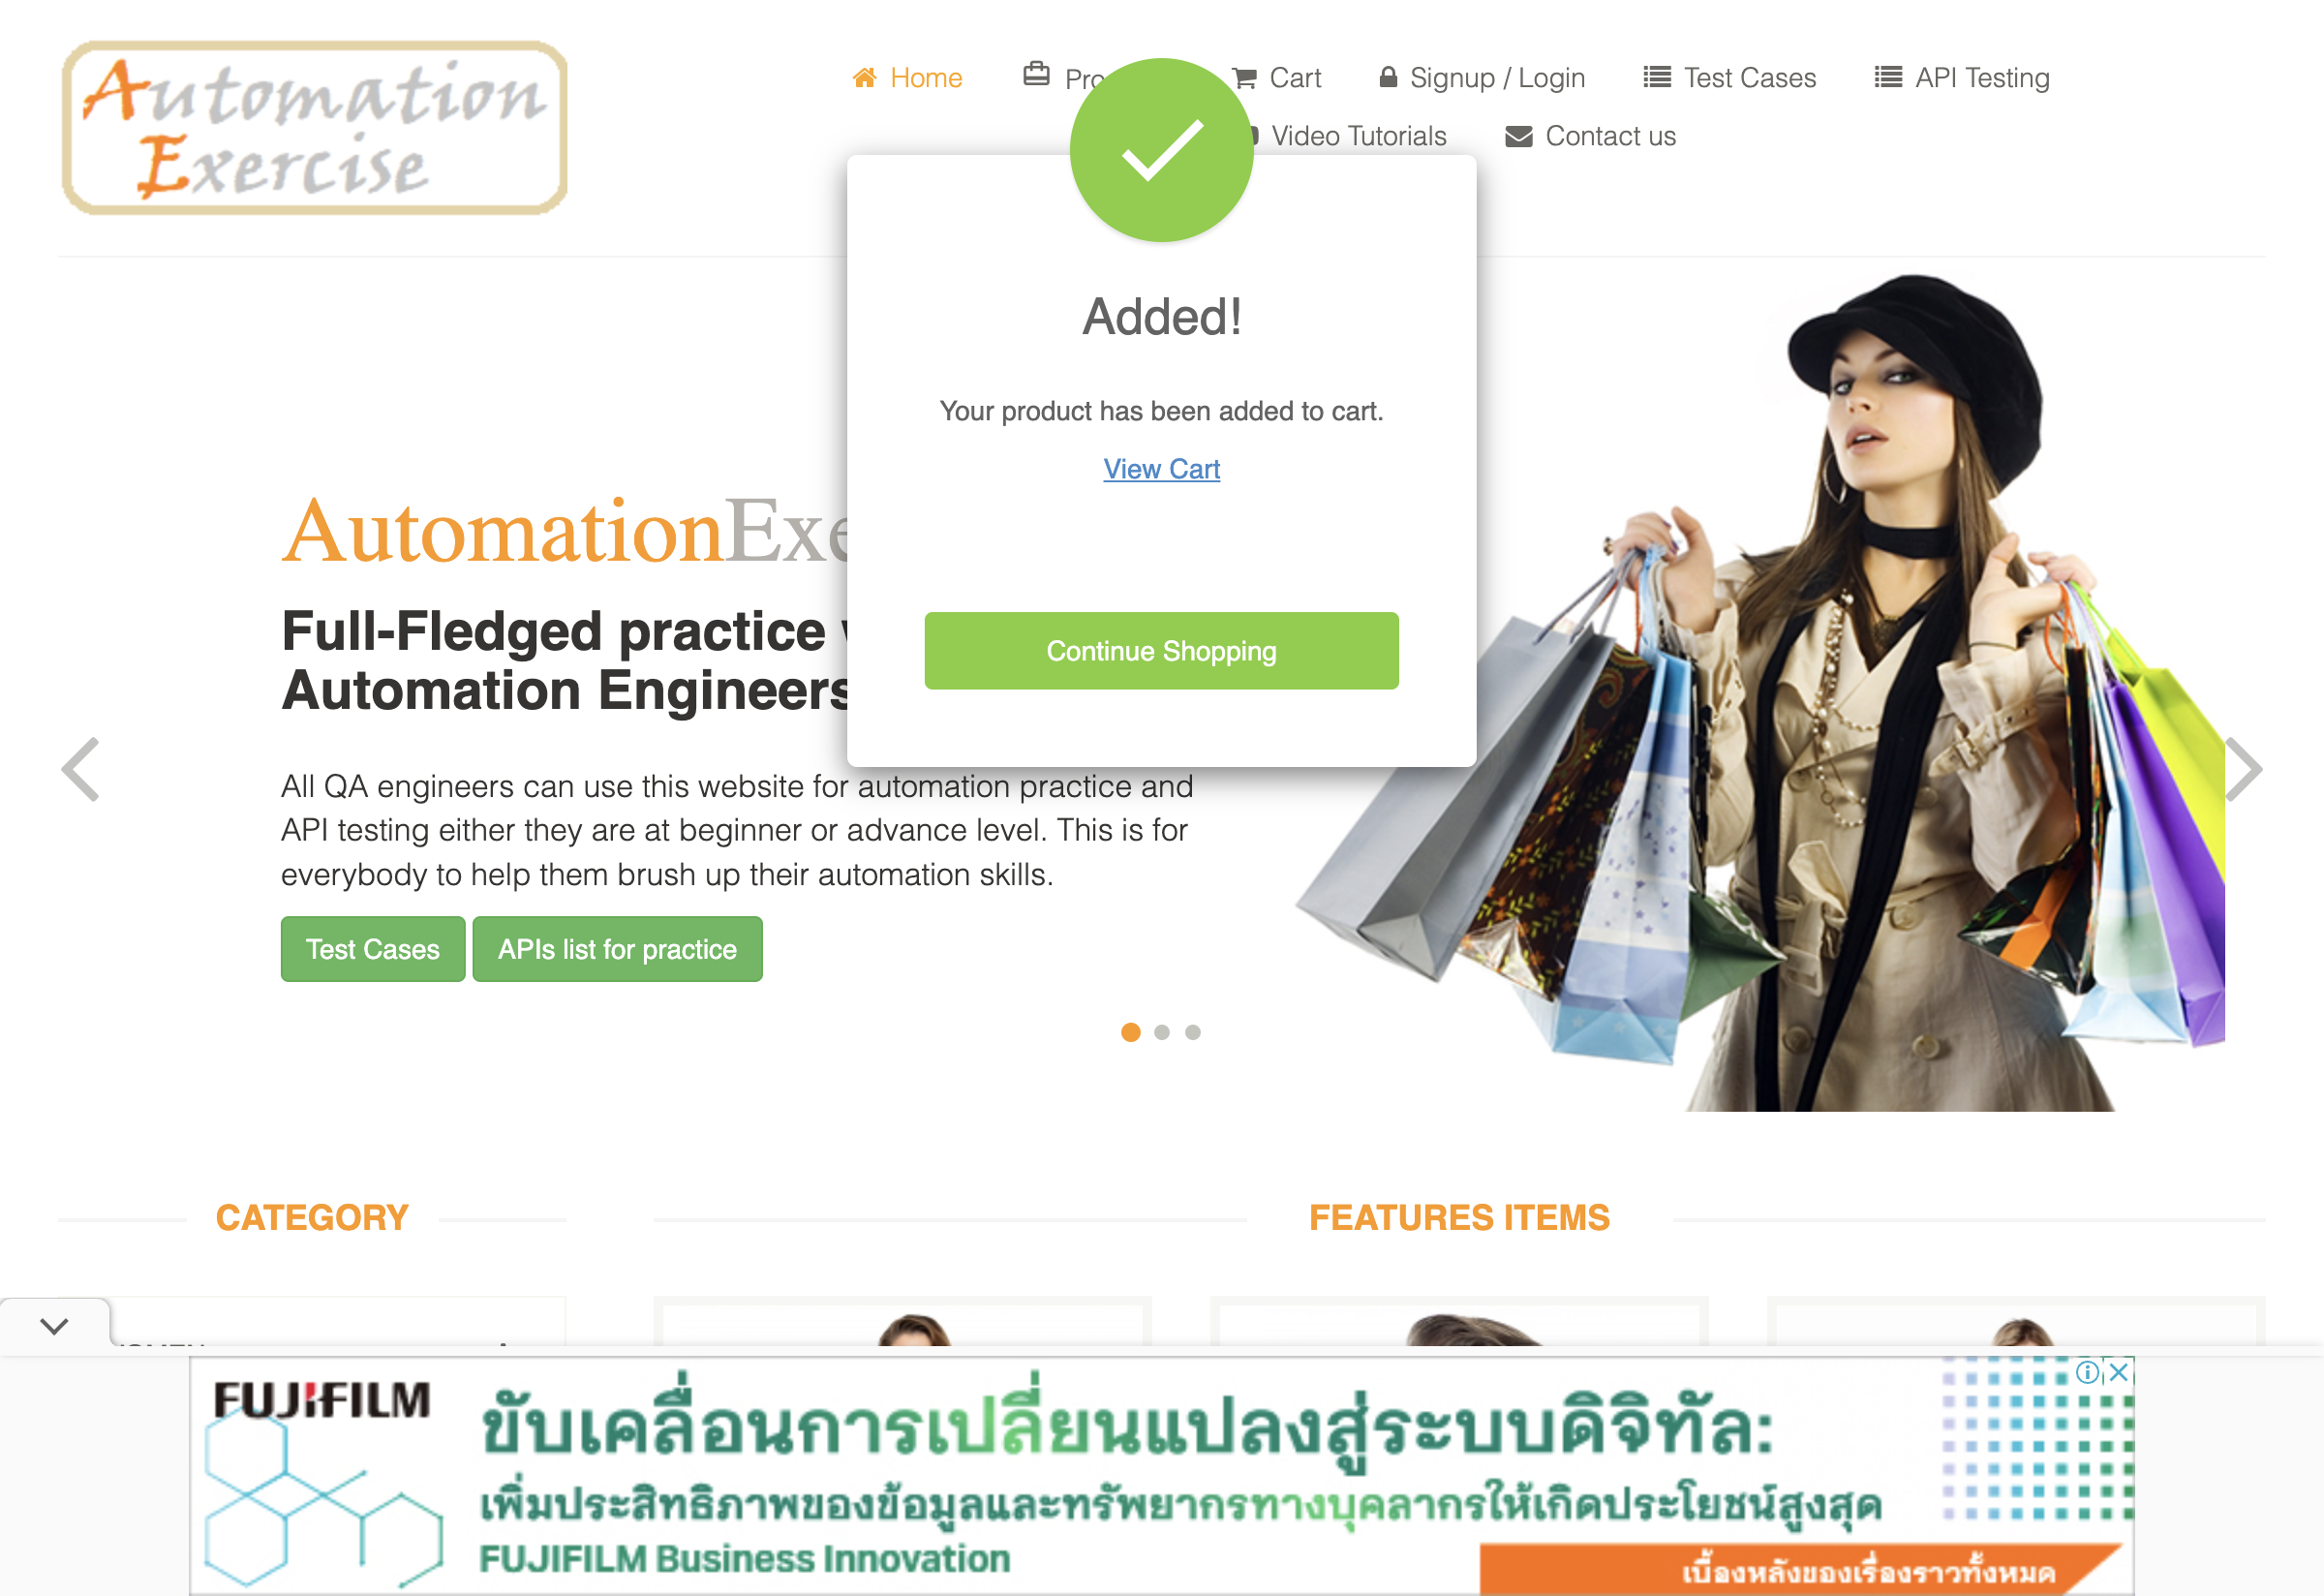 Automation
Exercise
Home
Cart
Signup / Login
Test Cases
API Testing
Video Tutorials
Contact us
Added!
Your product has been added to cart.
View Cart
Continue Shopping
AutomationExe
Full-Fledged practice
Automation Engineers
All QA engineers can use this website for automation practice and
API testing either they are at beginner or advance level. This is for
everybody to help them brush up their automation skills.
Test Cases
APIs list for practice
CATEGORY
FEATURES ITEMS
FUJIFILM
ขับเคลื่อนการเปลี่ยนแปลงสู่ระบบดิจิทัล:
เพิ่มประสิทธิภาพของข้อมูลและทรัพยากรทางบุคลากรให้เกิดประโยชน์สูงสุด
FUJIFILM Business Innovation
เบื้องหลังของเรื่องราวทั้งหมด